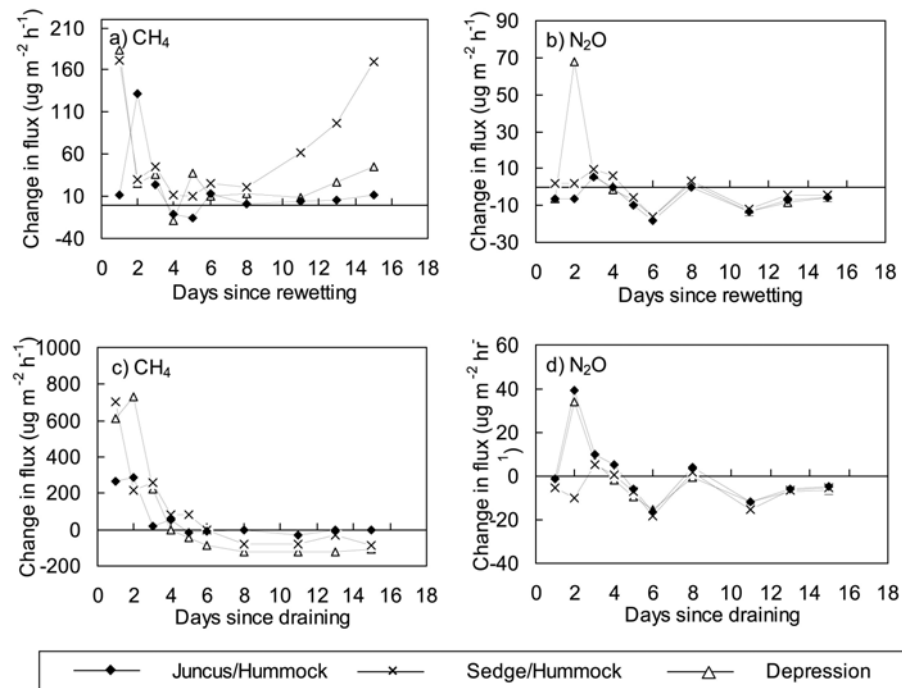 a) CH4
Change in flux (ug m-2 h-1)
210
160
110
60
10
-40
0 2 4 6 8 10 12 14 16 18
Days since rewetting
b) N2O
Change in flux (ug m-2 h-1)
90
70
50
30
10
-10
-30
0 2 4 6 8 10 12 14 16 18
Days since rewetting
c) CH4
Change in flux (ug m-2 h-1)
1000
800
600
400
200
0
-200
0 2 4 6 8 10 12 14 16 18
Days since draining
d) N2O
Change in flux (ug m-2 hr-
1)
60
40
20
0
-20
-40
0 2 4 6 8 10 12 14 16 18
Days since draining
Juncus/Hummock Sedge/Hummock Depression